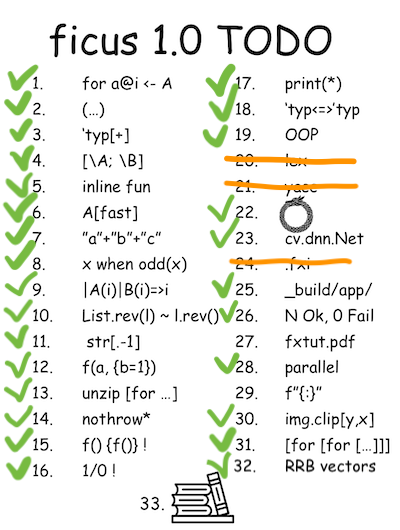 ficus 1.0 TODO
1. for a@i <- A
2. (…)
3. 'typ[+]
4. [\A; \B]
5. inline fun
6. A[fast]
7. "a"+"b"+"c"
8. x when odd(x)
9. |A(i)|B(i)=>i
10. List.rev(l) ~ l.rev()
11. str[.-1]
12. f(a, {b=1})
13. unzip [for …]
14. nothrow*
15. f() {f()} !
16. 1/0 !
17. print(*)
18. 'typ<=>'typ
19. OOP
20. lex
21. yacc
22.
23. cv.dnn.Net
24. .fxi
25. _build/app/
26. N Ok, 0 Fail
27. fxtut.pdf
28. parallel
29. f"{:}"
30. img.clip[y,x]
31. [for [for […]]]
32. RRB vectors
33.